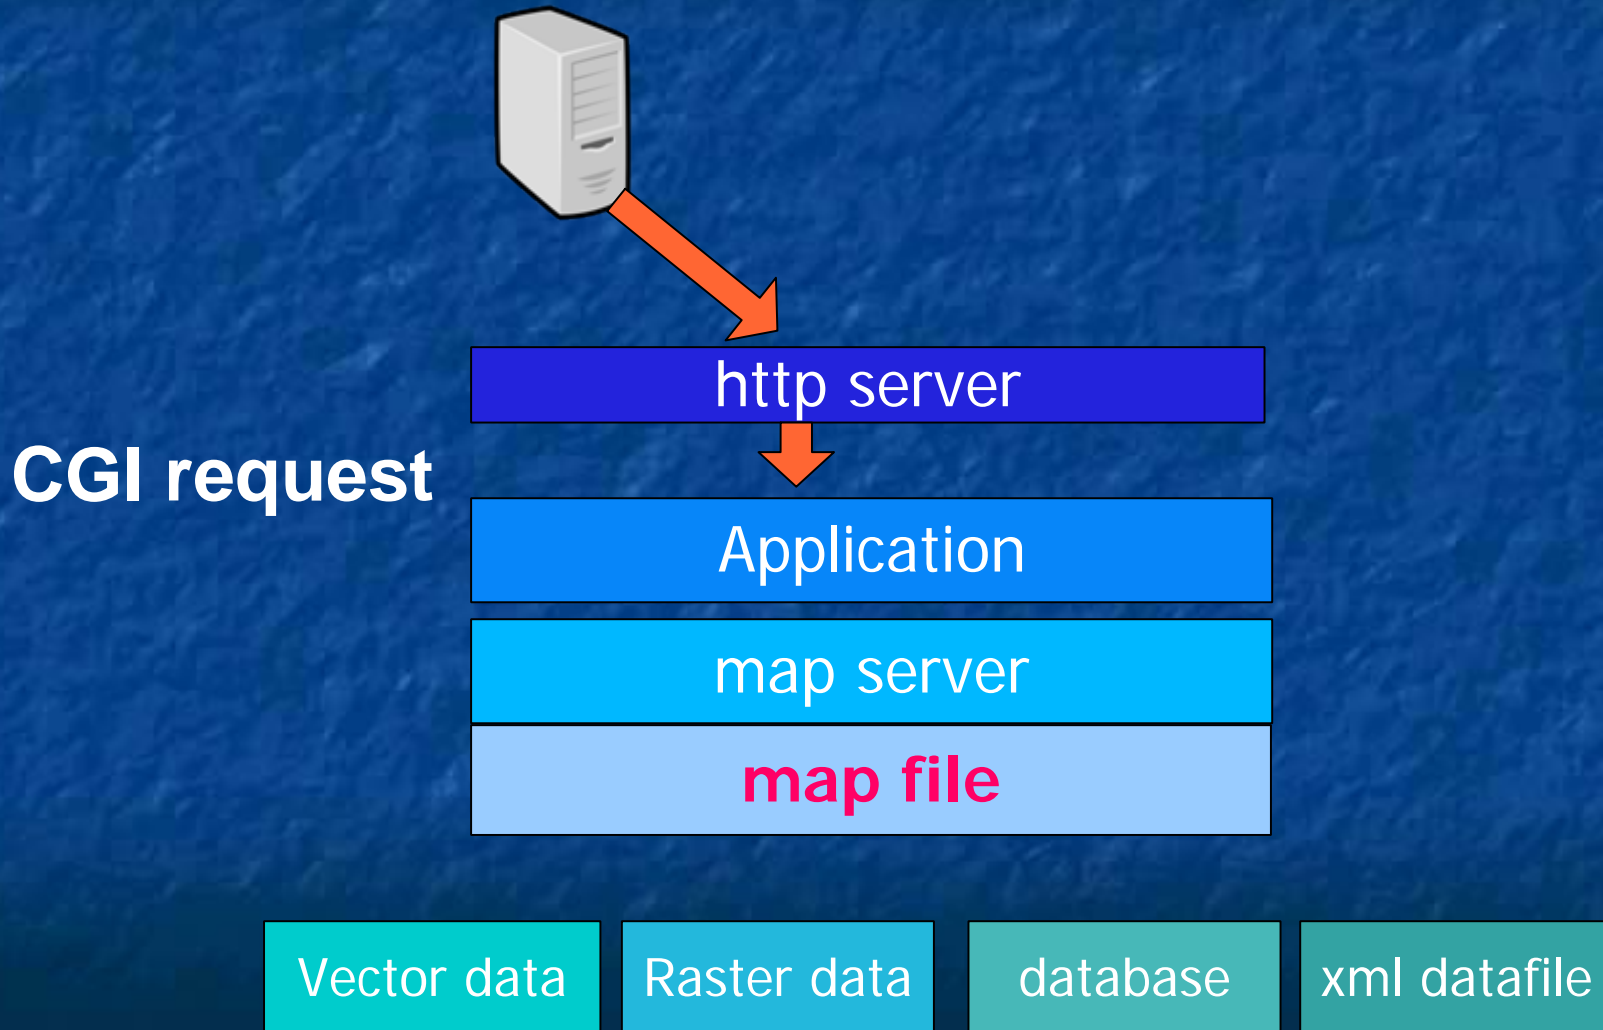 http server
CGI request
Application
map server
map file
Vector data
Raster data
database
xml datafile